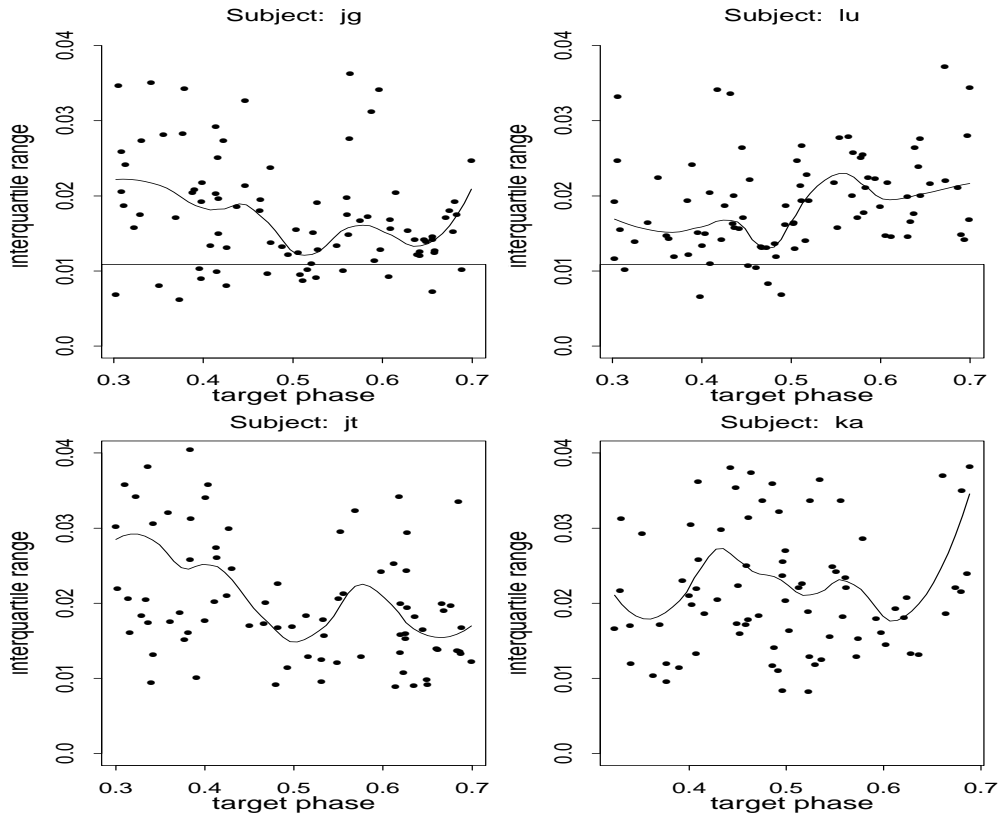 Subject: jg
interquartile range
0.04
0.03
0.02
0.01
0.0
0.3 0.4 0.5 0.6 0.7
target phase
Subject: lu
interquartile range
0.04
0.03
0.02
0.01
0.0
0.3 0.4 0.5 0.6 0.7
target phase
Subject: jt
interquartile range
0.04
0.03
0.02
0.01
0.0
0.3 0.4 0.5 0.6 0.7
target phase
Subject: ka
interquartile range
0.04
0.03
0.02
0.01
0.0
0.4 0.5 0.6 0.7
target phase